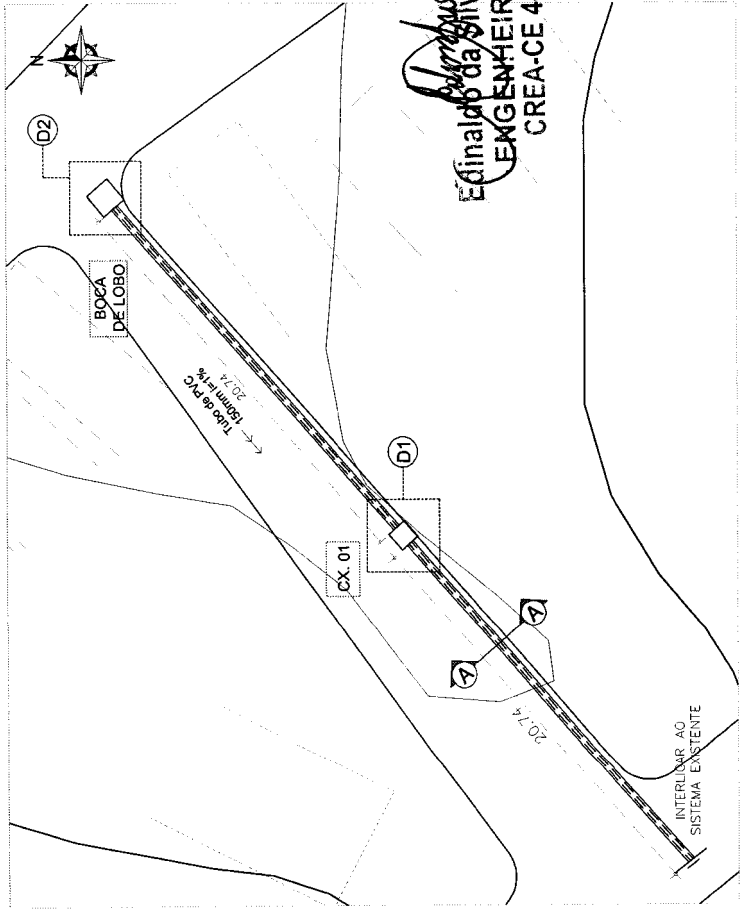 N
D2
BOCA
DE LOBO
Tubo de PVC
150mm i=1%
20.74
D1
CX. 01
A
A
20.74
INTERLIGAR AO
SISTEMA EXISTENTE
Edinaldo da Silv
ENGENHEIR
CREA-CE 4